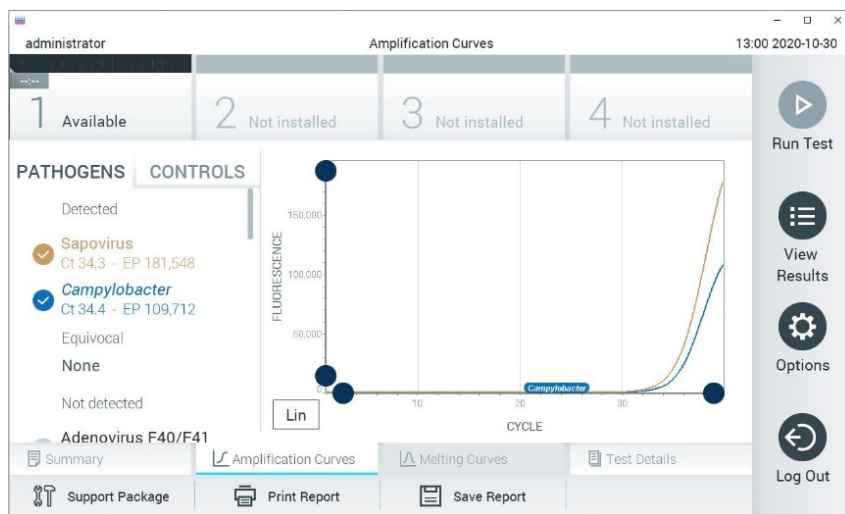 administrator
Amplification Curves
13:00 2020-10-30
--:--
1 Available
2 Not installed
3 Not installed
4 Not installed
Run Test
PATHOGENS CONTROLS
Detected
Sapovirus
Ct 34.3 - EP 181,548
Campylobacter
Ct 34.4 - EP 109,712
Equivocal
None
Not detected
Adenovirus F40/F41
FLUORESCENCE
150,000
100,000
50,000
0
Campylobacter
10 20 30
CYCLE
Lin
View
Results
Options
Log Out
Summary
Amplification Curves
Melting Curves
Test Details
Support Package
Print Report
Save Report